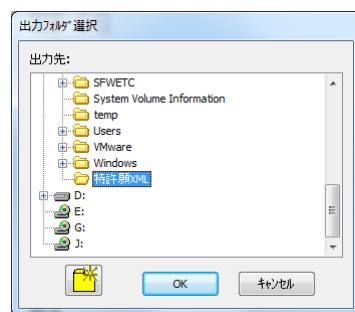 出力ﾌｫﾙﾀﾞ選択
出力先:
SFWETC
System Volume Information
temp
Users
VMware
Windows
特許願XML
D:
E:
G:
J:
OK
ｷｬﾝｾﾙ